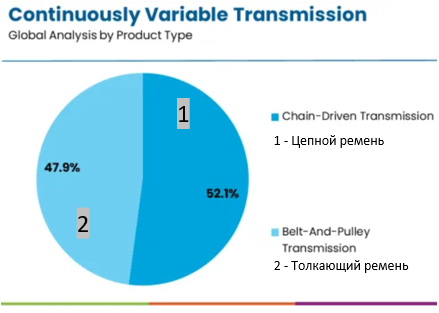 Continuously Variable Transmission
Global Analysis by Product Type
1
Chain-Driven Transmission
1 - Цепной ремень
47.9%
52.1%
2
Belt-And-Pulley
Transmission
2 - Толкающий ремень